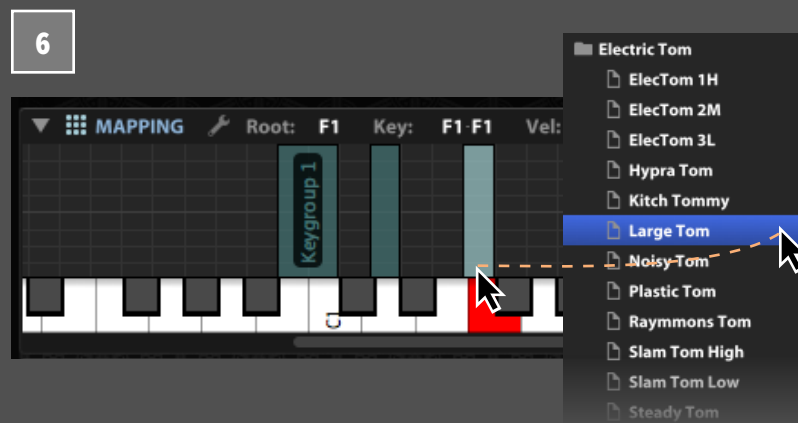 6
MAPPING Root: F1 Key: F1-F1 Vel:
Keygroup 1
C1
Electric Tom
ElecTom 1H
ElecTom 2M
ElecTom 3L
Hypra Tom
Kitch Tommy
Large Tom
Noisy Tom
Plastic Tom
Raymmons Tom
Slam Tom High
Slam Tom Low
Steady Tom